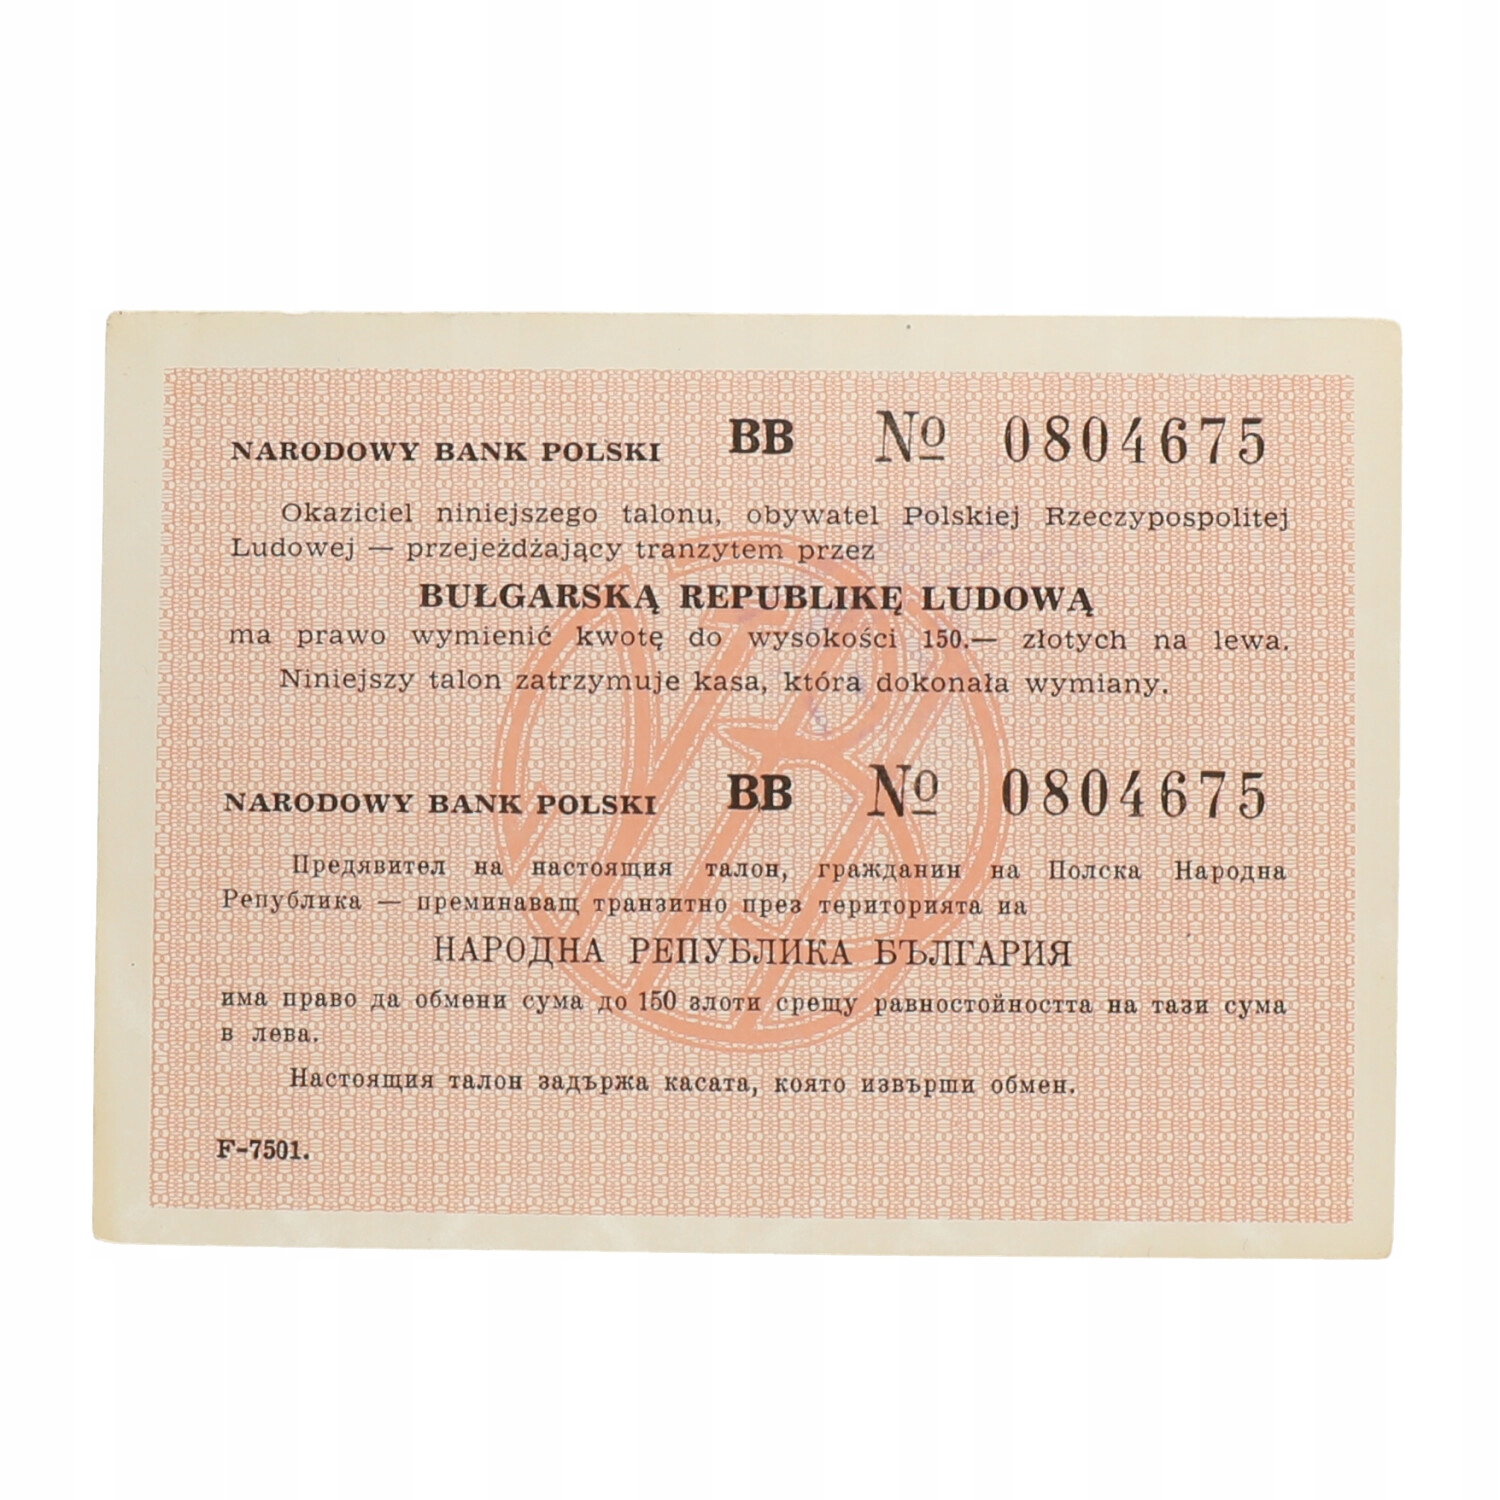 NARODOWY BANK POLSKI BB № 0804675
Okaziciel niniejszego talonu, obywatel Polskiej Rzeczypospolitej
Ludowej — przejeżdżający tranzytem przez
BUŁGARSKĄ REPUBLIKĘ LUDOWĄ
ma prawo wymienić kwotę do wysokości 150.— złotych na lewa.
Niniejszy talon zatrzymuje kasa, która dokonała wymiany.
NARODOWY BANK POLSKI BB № 0804675
Предявител на настоящия талон, гражданин на Полска Народна
Република — преминаващ транзитно през територията иа
НАРОДНА РЕПУБЛИКА БЪЛГАРИЯ
има право да обмени сума до 150 злоти срещу равностойността на тази сума
в лева.
Настоящия талон задържа касата, която извърши обмен.
F-7501.